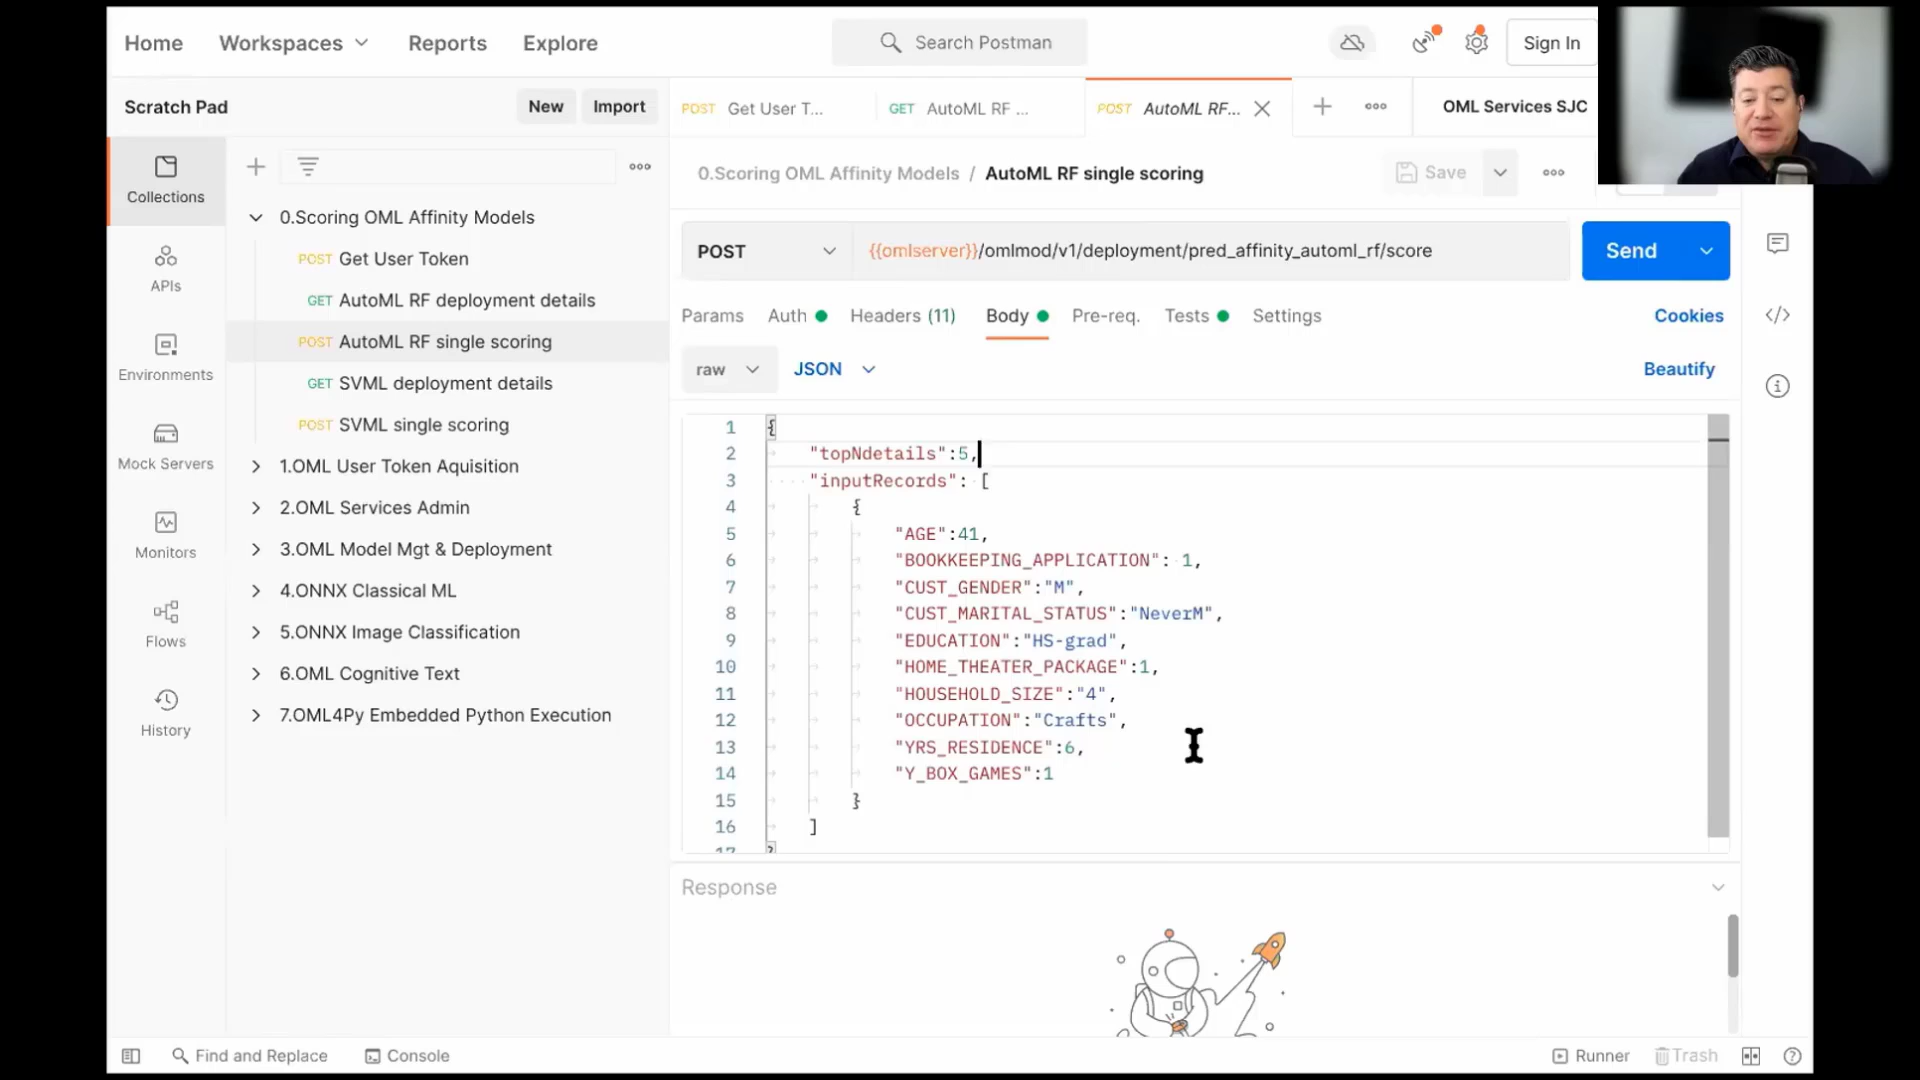 Home Workspaces Reports Explore Search Postman Sign In
Scratch Pad New Import
POST Get User T... GET AutoML RF ... POST AutoML RF... OML Services SJC
Collections
APIs
Environments
Mock Servers
Monitors
Flows
History
0.Scoring OML Affinity Models
POST Get User Token
GET AutoML RF deployment details
POST AutoML RF single scoring
GET SVML deployment details
POST SVML single scoring
1.OML User Token Aquisition
2.OML Services Admin
3.OML Model Mgt & Deployment
4.ONNX Classical ML
5.ONNX Image Classification
6.OML Cognitive Text
7.OML4Py Embedded Python Execution
0.Scoring OML Affinity Models / AutoML RF single scoring Save
POST {{omlserver}}/omlmod/v1/deployment/pred_affinity_automl_rf/score Send
Params Auth Headers (11) Body Pre-req. Tests Settings Cookies
raw JSON Beautify
1 {
2 "topNdetails":5,
3 "inputRecords": [
4 {
5 "AGE":41,
6 "BOOKKEEPING_APPLICATION": 1,
7 "CUST_GENDER":"M",
8 "CUST_MARITAL_STATUS":"NeverM",
9 "EDUCATION":"HS-grad",
10 "HOME_THEATER_PACKAGE":1,
11 "HOUSEHOLD_SIZE":"4",
12 "OCCUPATION":"Crafts",
13 "YRS_RESIDENCE":6,
14 "Y_BOX_GAMES":1
15 }
16 ]
17 }
Response
Find and Replace Console Runner Trash